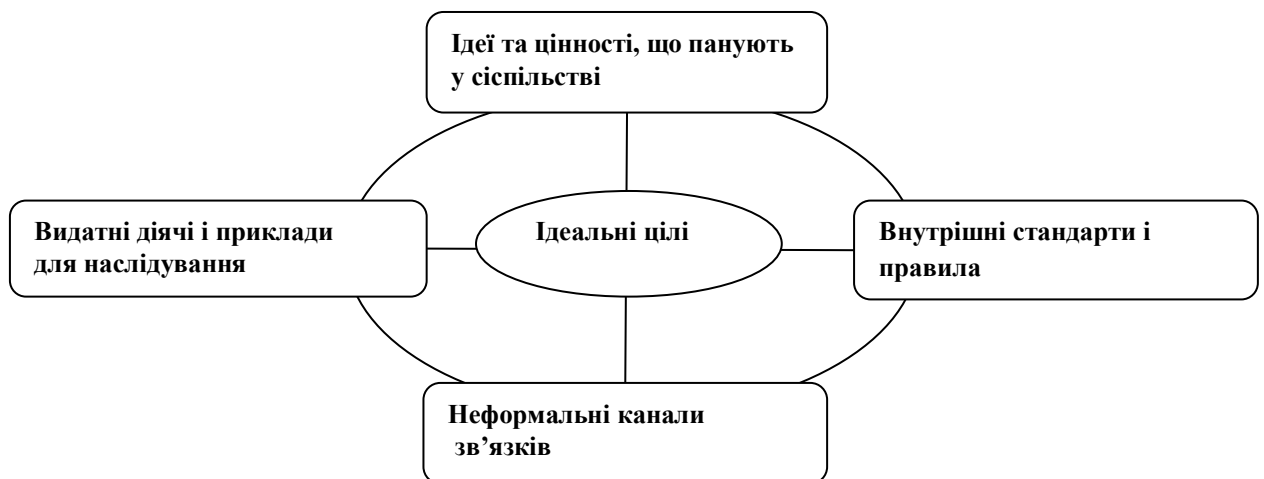 Ідеї та цінності, що панують
у сіспільстві
Видатні діячі і приклади
для наслідування
Ідеальні цілі
Внутрішні стандарти і
правила
Неформальні канали
зв’язків